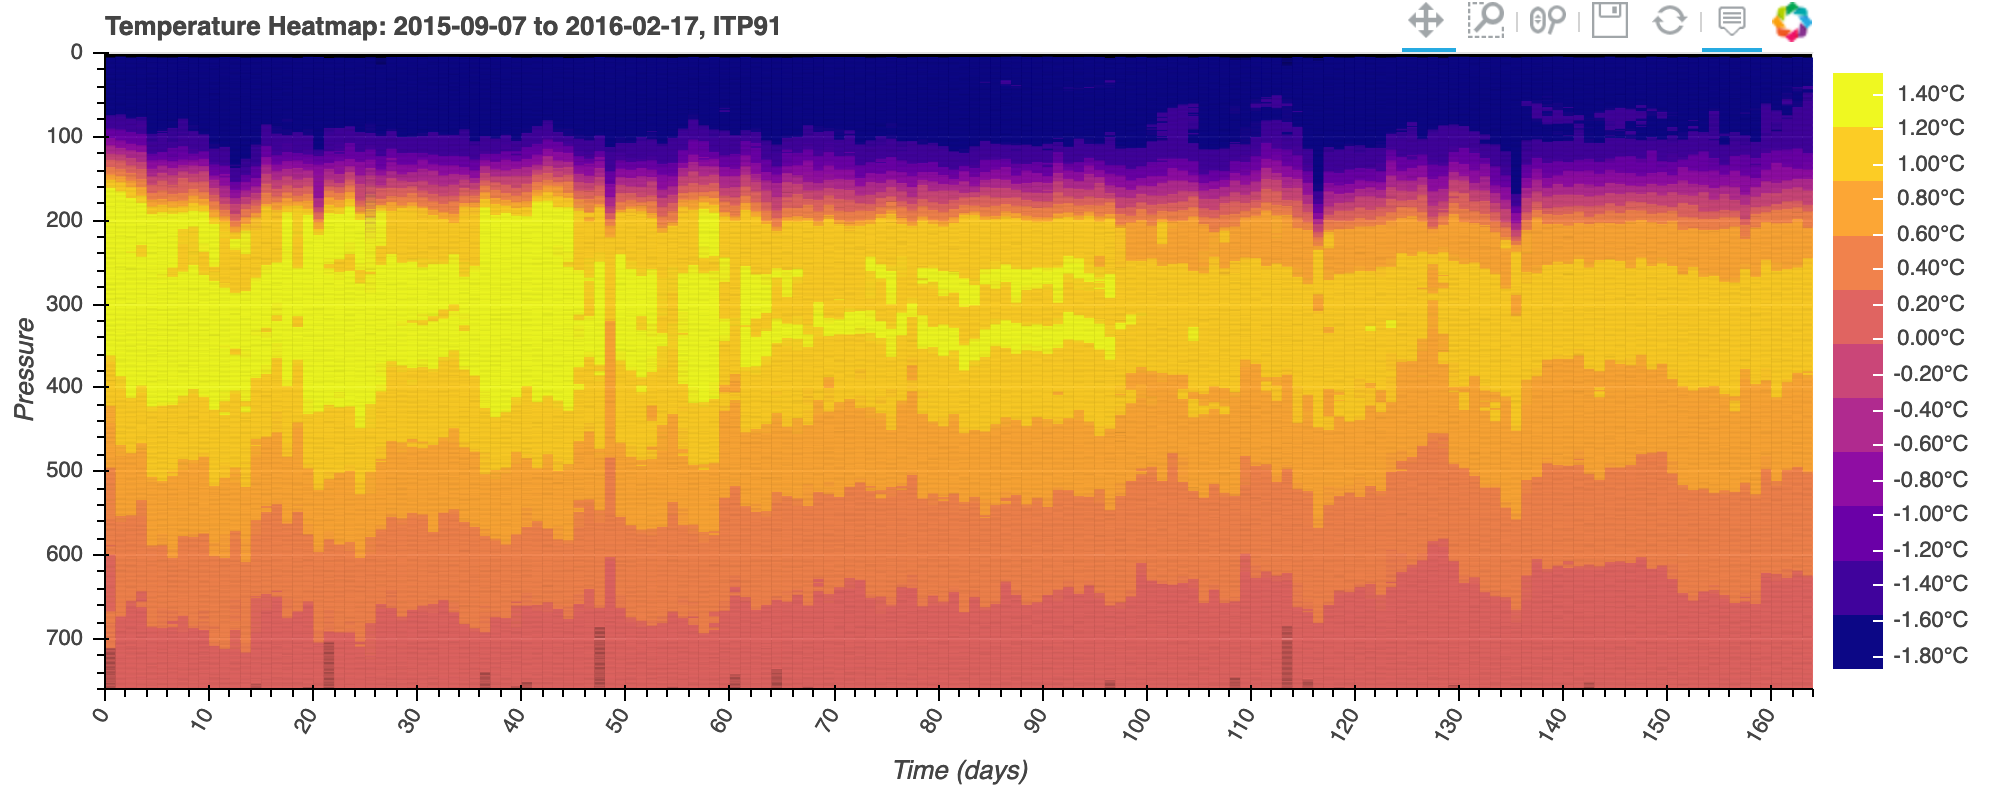 Temperature Heatmap: 2015-09-07 to 2016-02-17, ITP91
0
100
200
300
400
500
600
700
Pressure
0 10 20 30 40 50 60 70 80 90 100 110 120 130 140 150 160
Time (days)
1.40°C
1.20°C
1.00°C
0.80°C
0.60°C
0.40°C
0.20°C
0.00°C
-0.20°C
-0.40°C
-0.60°C
-0.80°C
-1.00°C
-1.20°C
-1.40°C
-1.60°C
-1.80°C